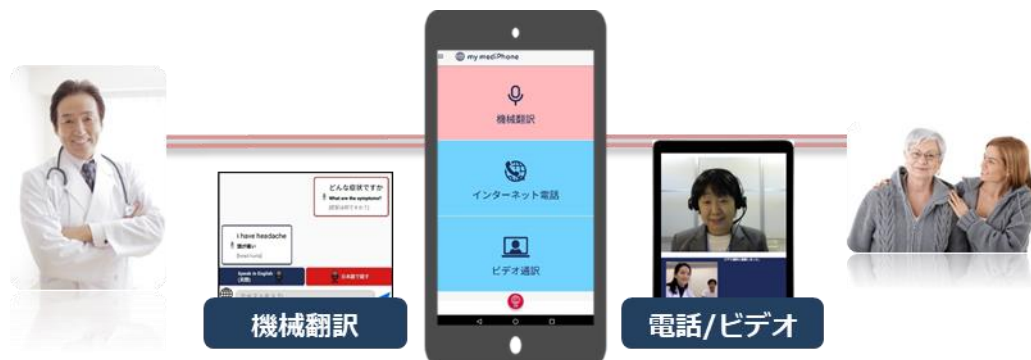 my mediPhone
機械翻訳
インターネット電話
ビデオ通訳
どんな症状ですか
What are the symptoms?
i have headache
頭が痛い
Speak in English
(英語)
日本語で話す
機械翻訳
電話/ビデオ